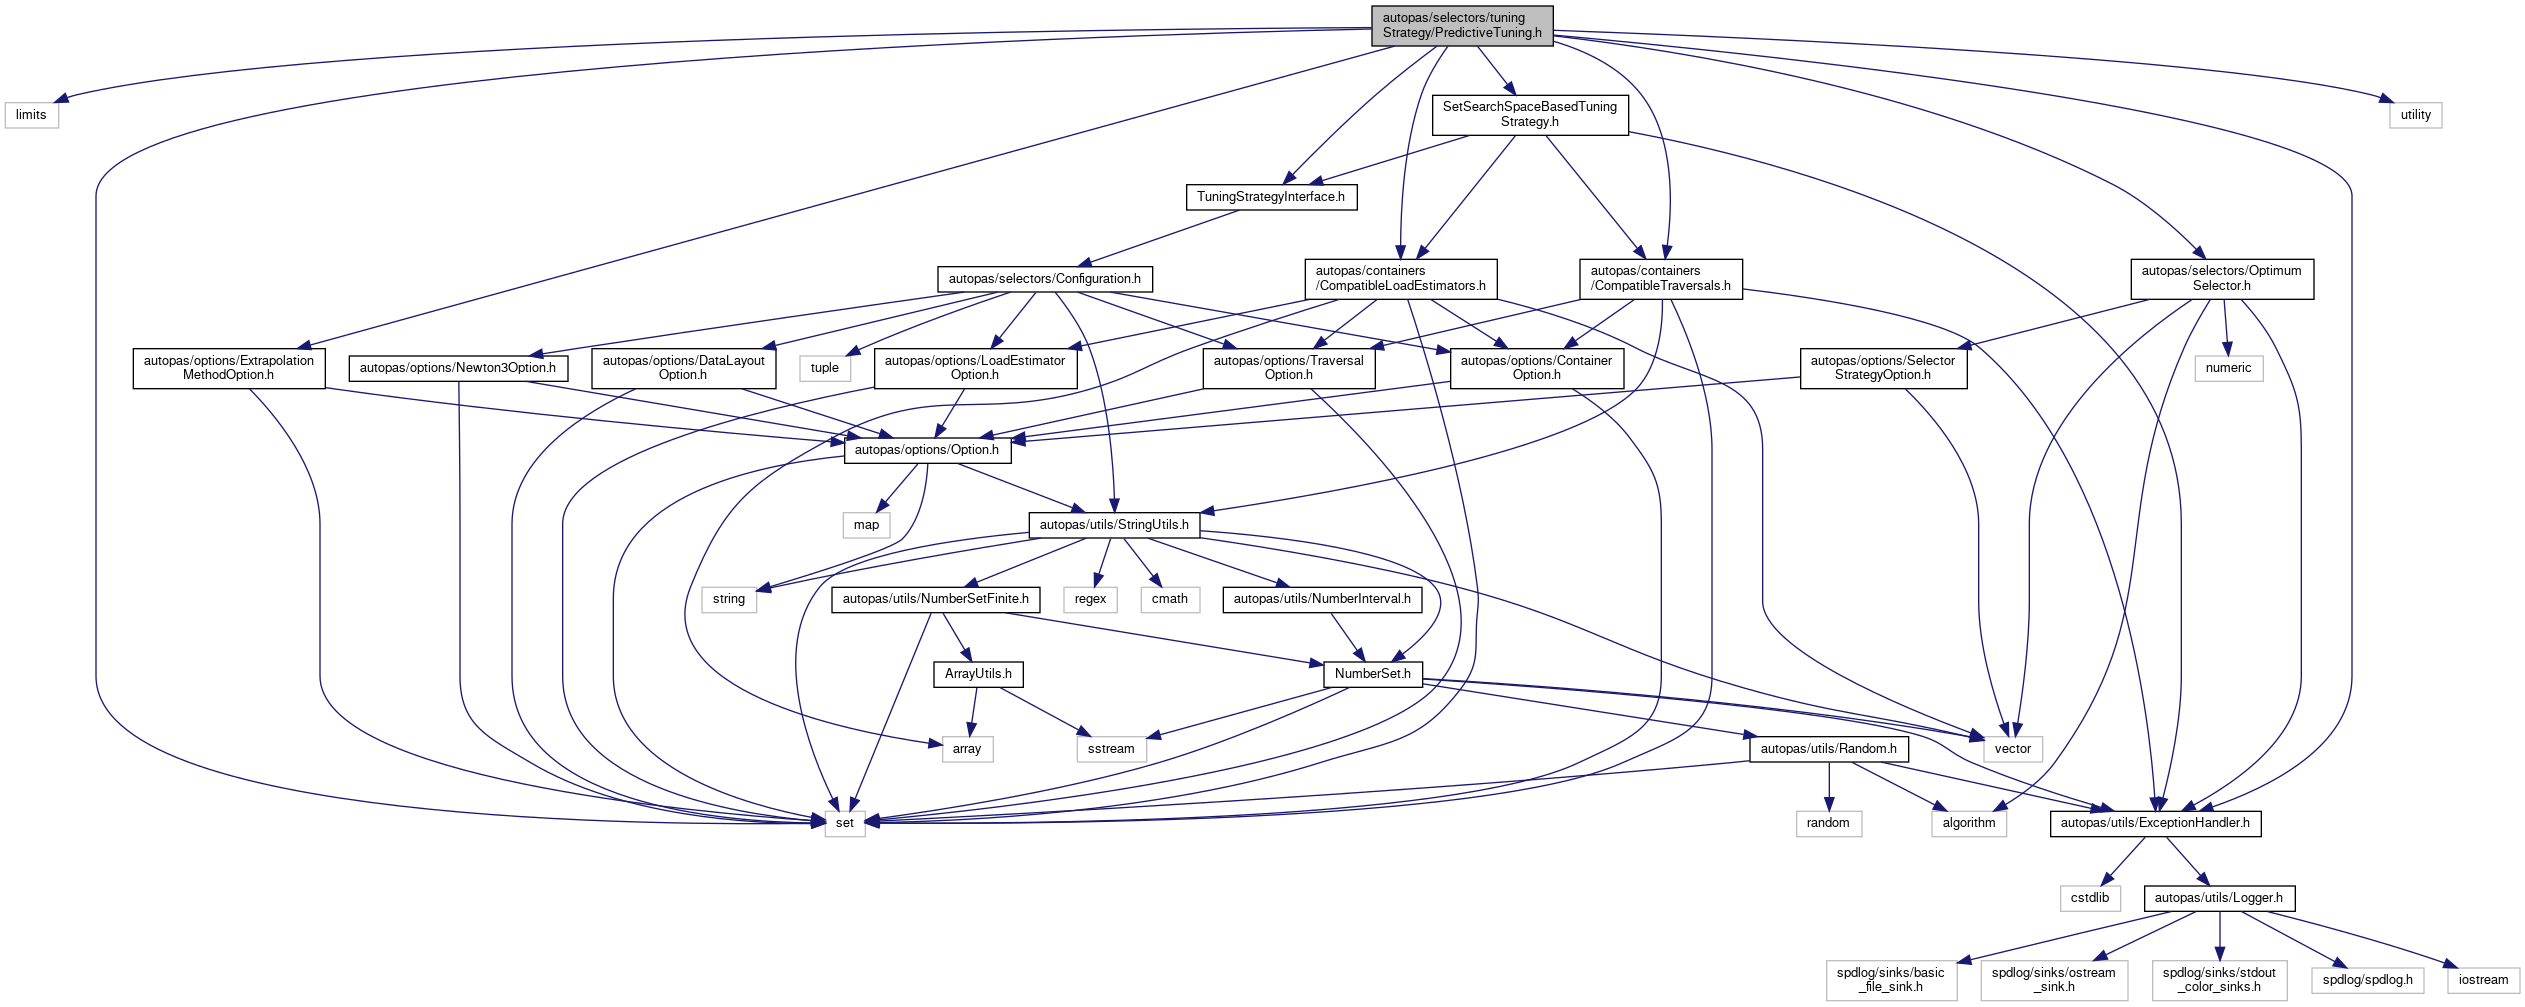 autopas/selectors/tuning
Strategy/PredictiveTuning.h
limits
SetSearchSpaceBasedTuning
Strategy.h
utility
TuningStrategyInterface.h
autopas/selectors/Configuration.h
autopas/containers
/CompatibleLoadEstimators.h
autopas/containers
/CompatibleTraversals.h
autopas/selectors/Optimum
Selector.h
autopas/options/Extrapolation
MethodOption.h
autopas/options/Newton3Option.h
autopas/options/DataLayout
Option.h
tuple
autopas/options/LoadEstimator
Option.h
autopas/options/Traversal
Option.h
autopas/options/Container
Option.h
autopas/options/Selector
StrategyOption.h
numeric
autopas/options/Option.h
map
autopas/utils/StringUtils.h
string
autopas/utils/NumberSetFinite.h
regex
cmath
autopas/utils/NumberInterval.h
ArrayUtils.h
NumberSet.h
array
sstream
autopas/utils/Random.h
vector
set
random
algorithm
autopas/utils/ExceptionHandler.h
cstdlib
autopas/utils/Logger.h
spdlog/sinks/basic
_file_sink.h
spdlog/sinks/ostream
_sink.h
spdlog/sinks/stdout
_color_sinks.h
spdlog/spdlog.h
iostream